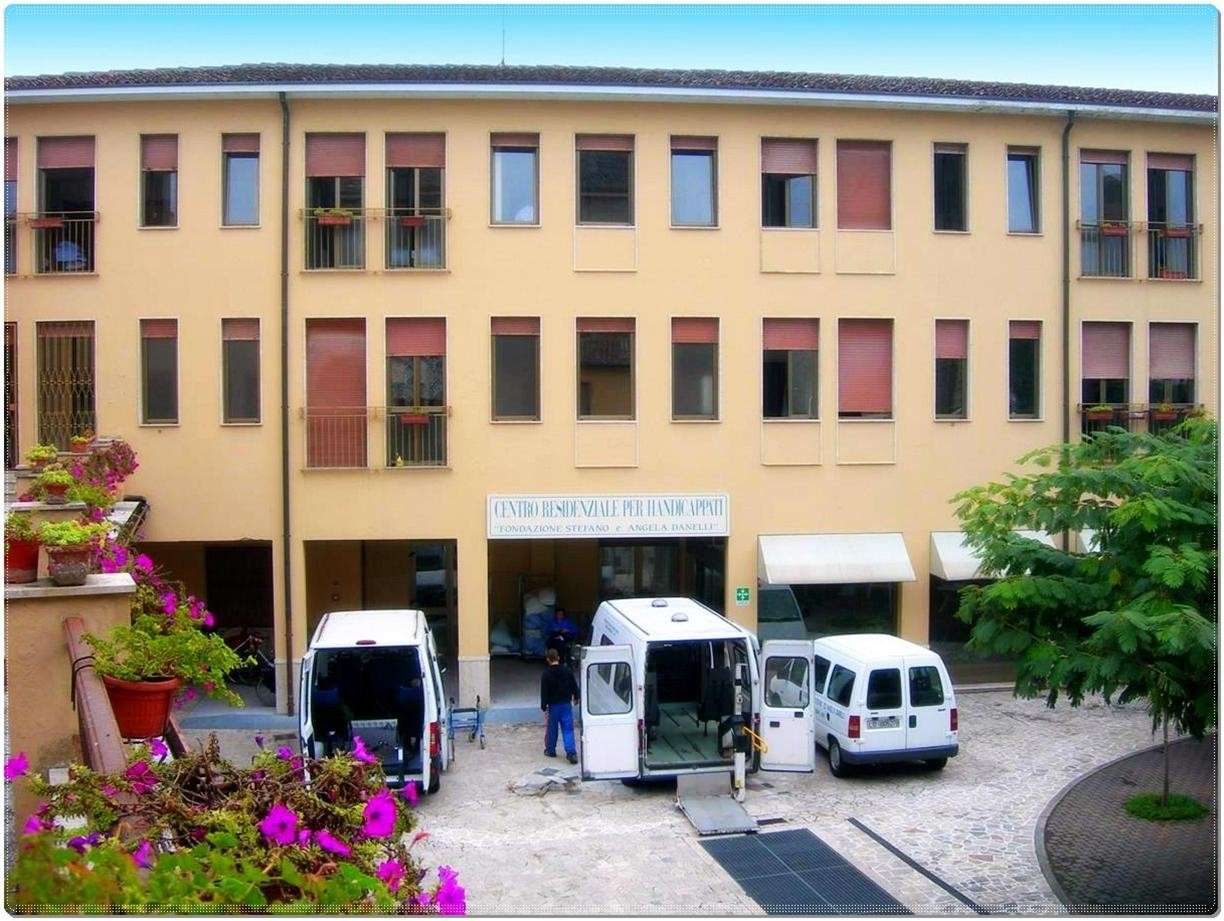 CENTRO RESIDENZIALE PER HANDICAPPATI
"FONDAZIONE STEFANO e ANGELA DANELLI"